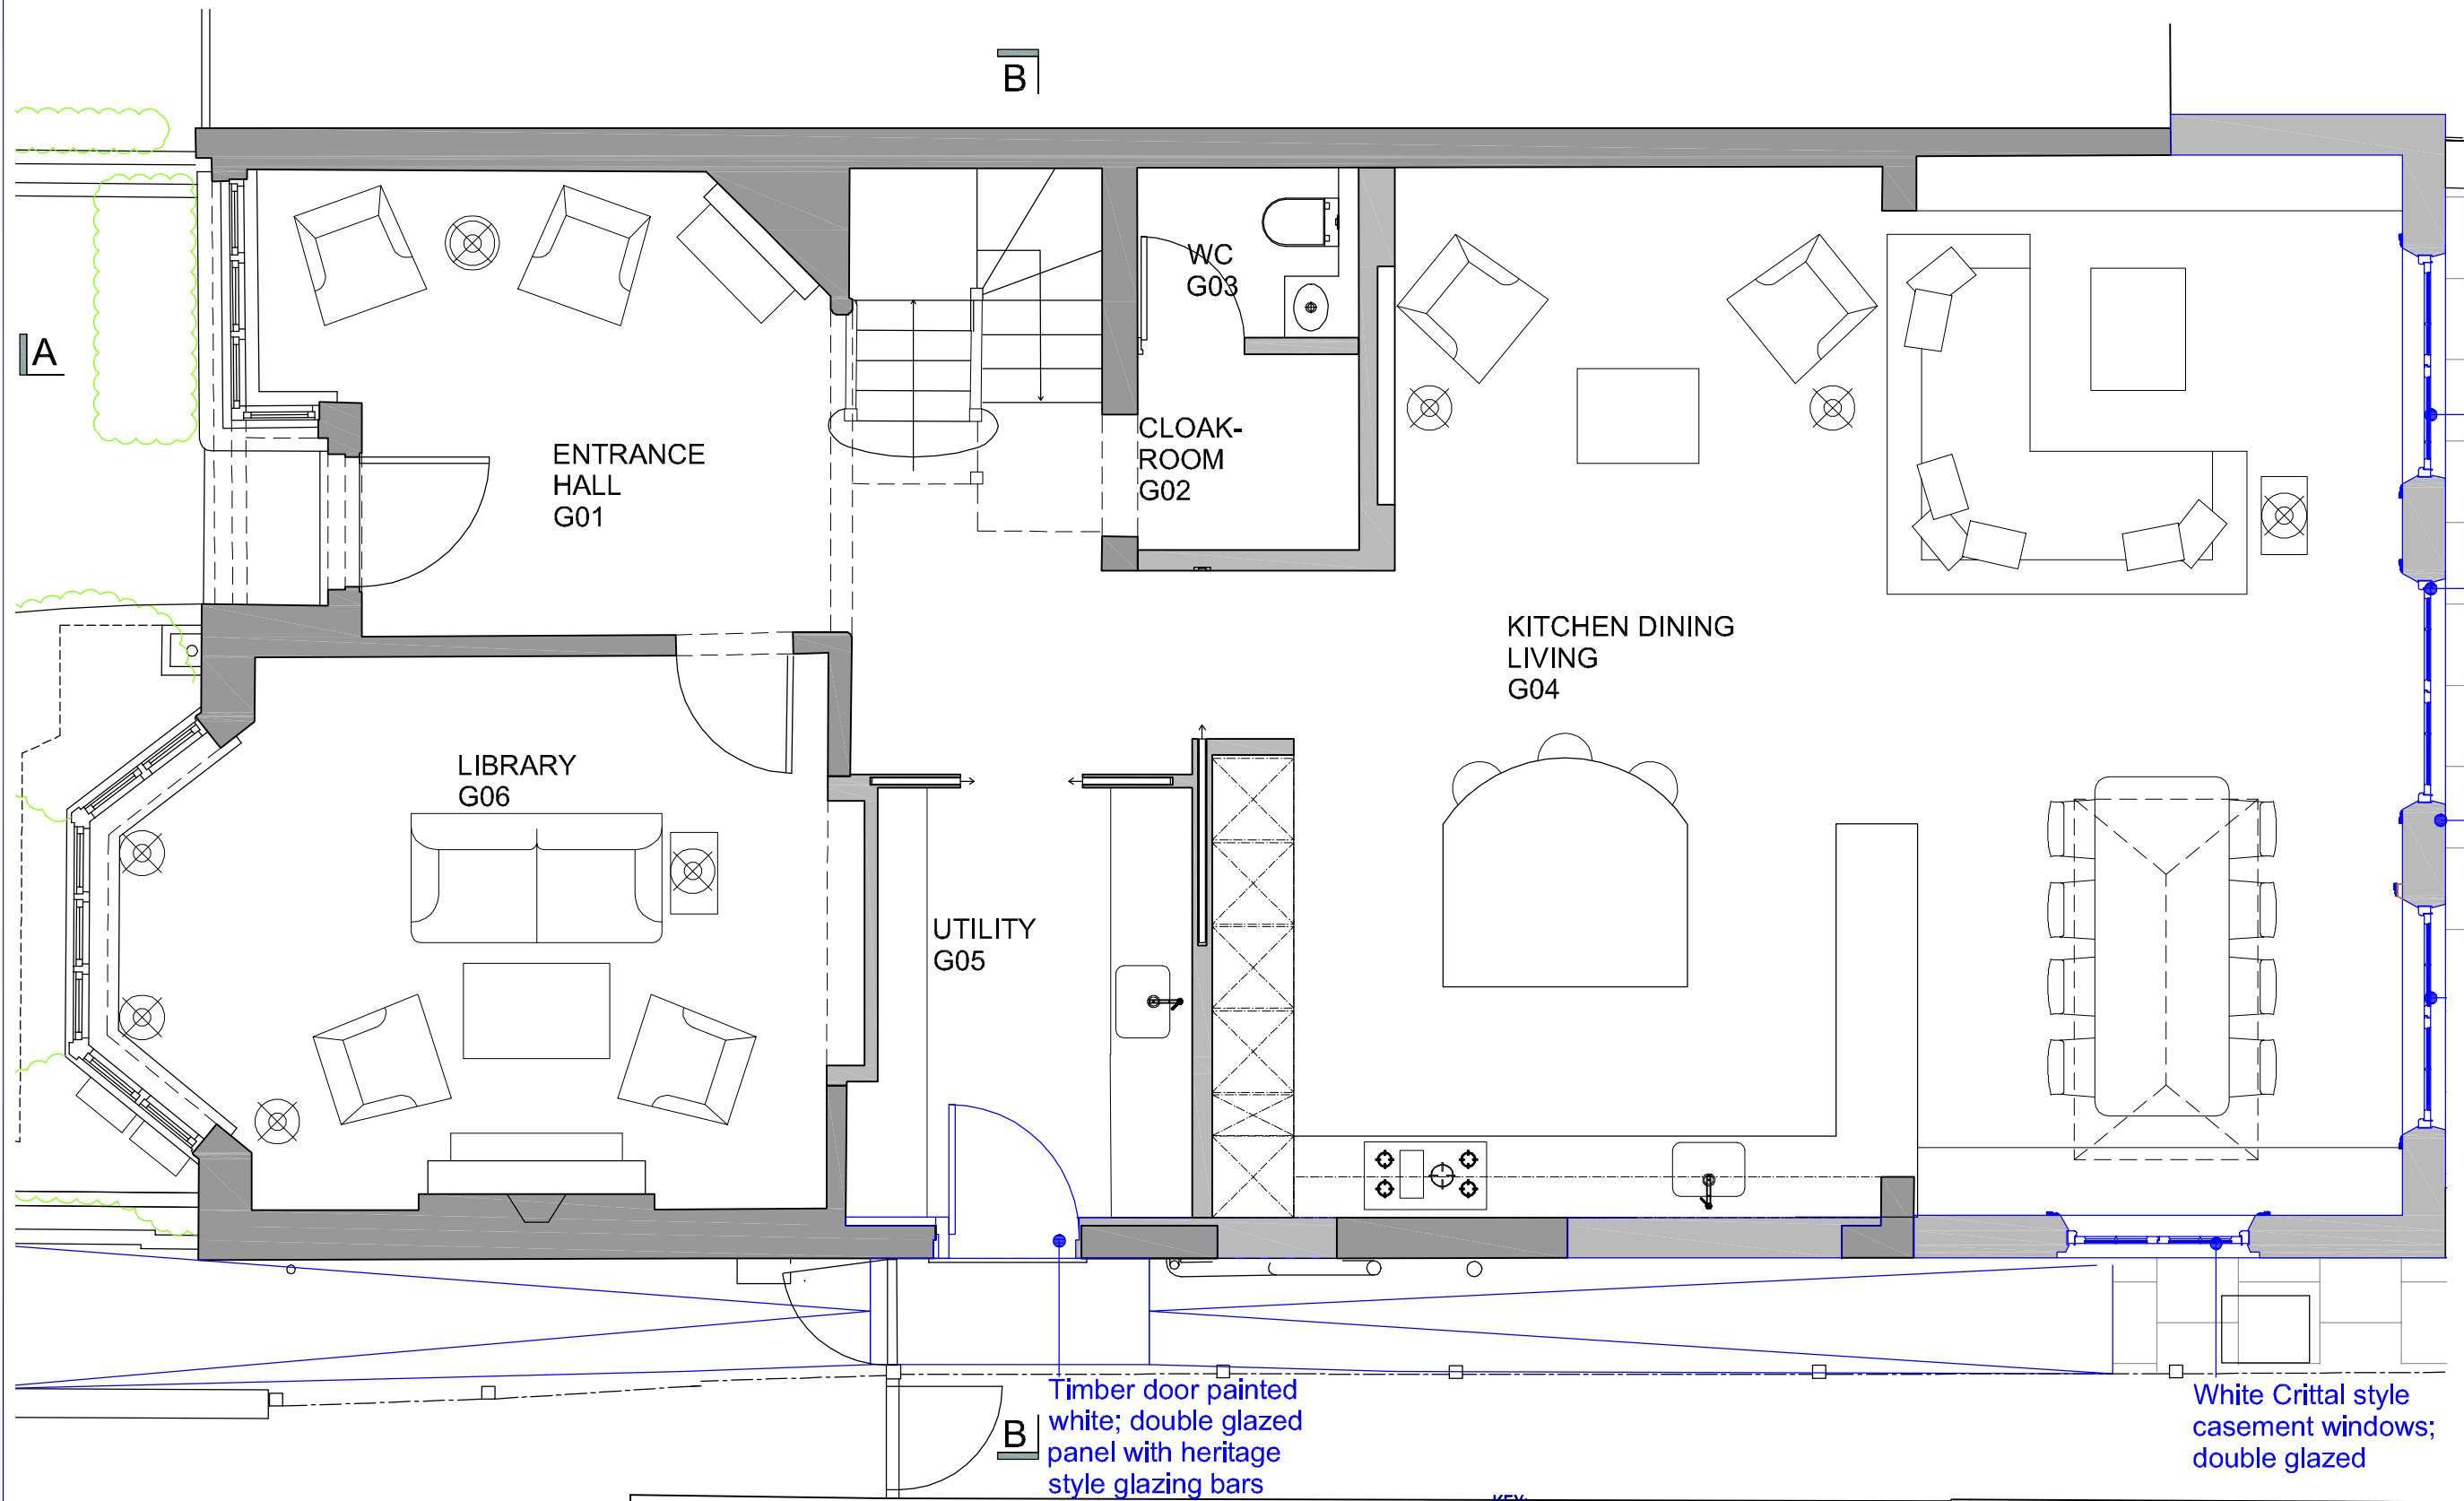 B
A
WC
G03
ENTRANCE
HALL
G01
CLOAK-
ROOM
G02
KITCHEN DINING
LIVING
G04
LIBRARY
G06
UTILITY
G05
Timber door painted
white; double glazed
panel with heritage
style glazing bars
B
White Crittal style
casement windows;
double glazed
KEY: